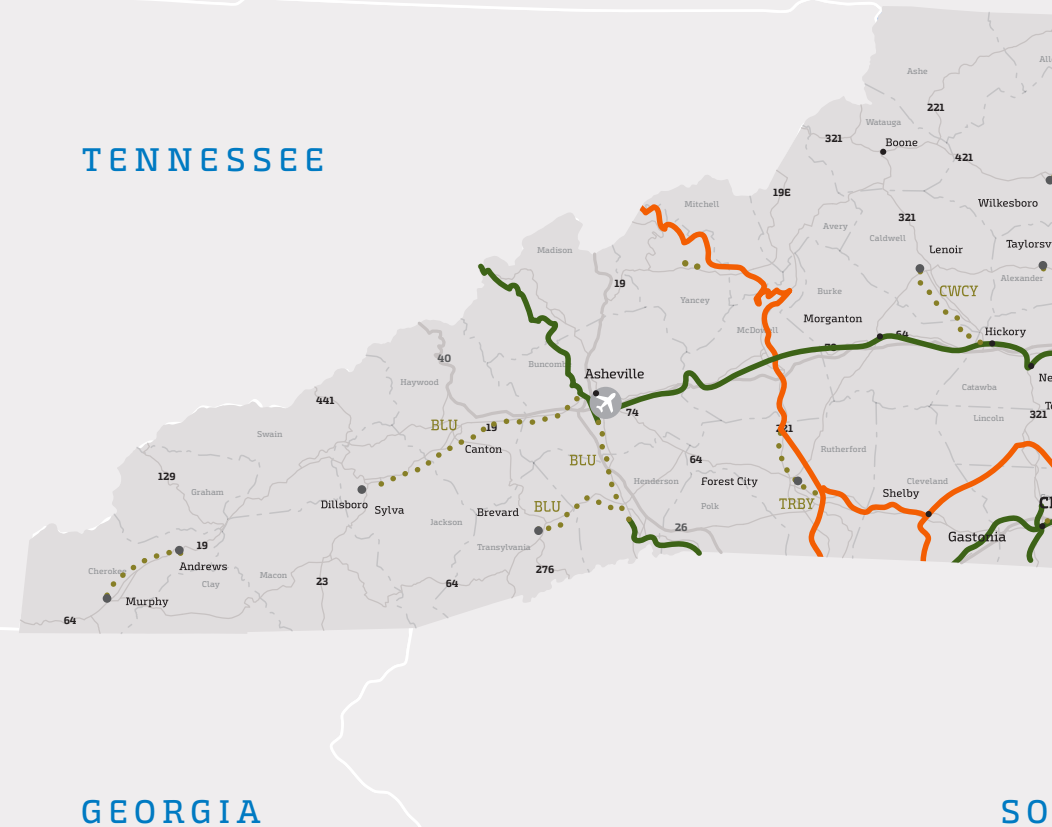 Ashe
221
Watauga
321
Boone
421
TENNESSEE
19E
Mitchell
Wilkesboro
321
Avery
Caldwell
Lenoir
Madison
Alexander
19
CWCY
Burke
Yancey
Morganton
McDowell
64
Hickory
70
40
Buncombe
Asheville
Haywood
Catawba
441
74
321
Lincoln
BLU
19
221
Swain
Canton
Rutherford
BLU
64
129
Henderson
Forest City
Cleveland
Graham
Shelby
Dillsboro
Sylva
BLU
TRBY
Polk
Brevard
Jackson
26
Gastonia
19
Transylvania
Andrews
Cherokee
276
Macon
23
64
Clay
Murphy
64
GEORGIA